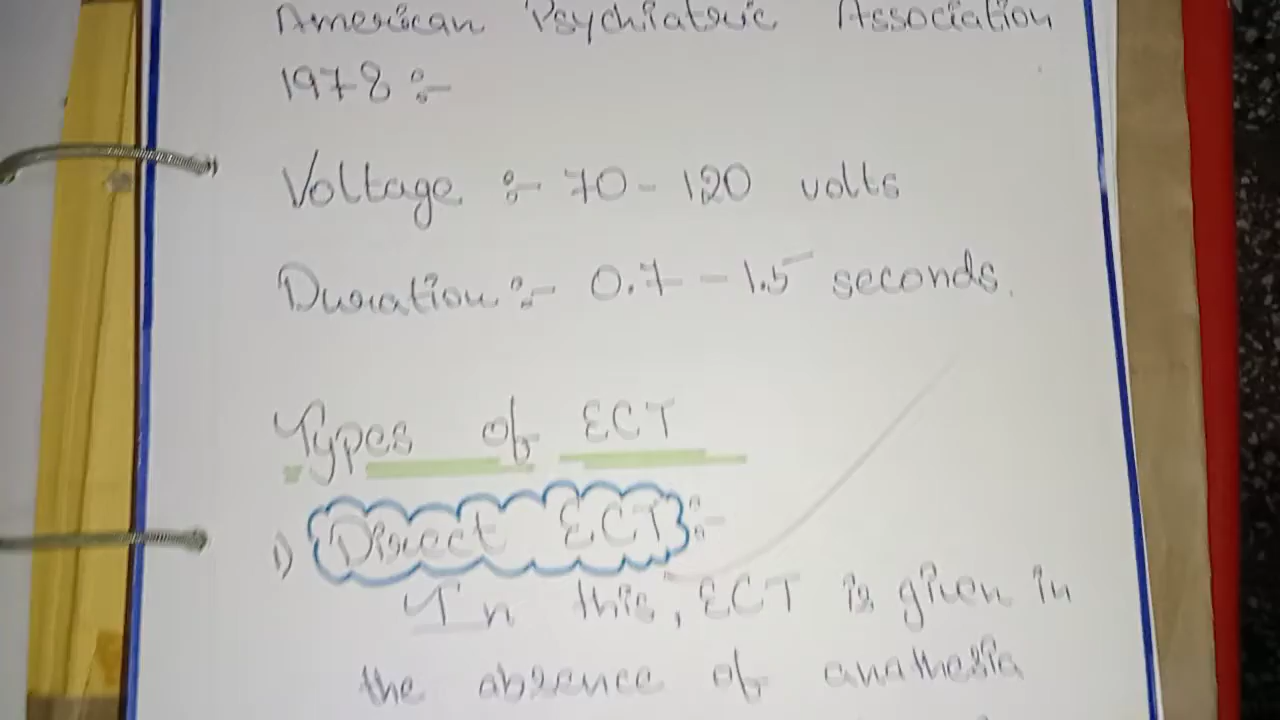 American Psychiatric Association
1978 :-
Voltage :- 70 - 120 volts
Duration :- 0.7 - 1.5 seconds.
Types of ECT
1) Direct ECT :-
In this, ECT is given in
the absence of anathesia